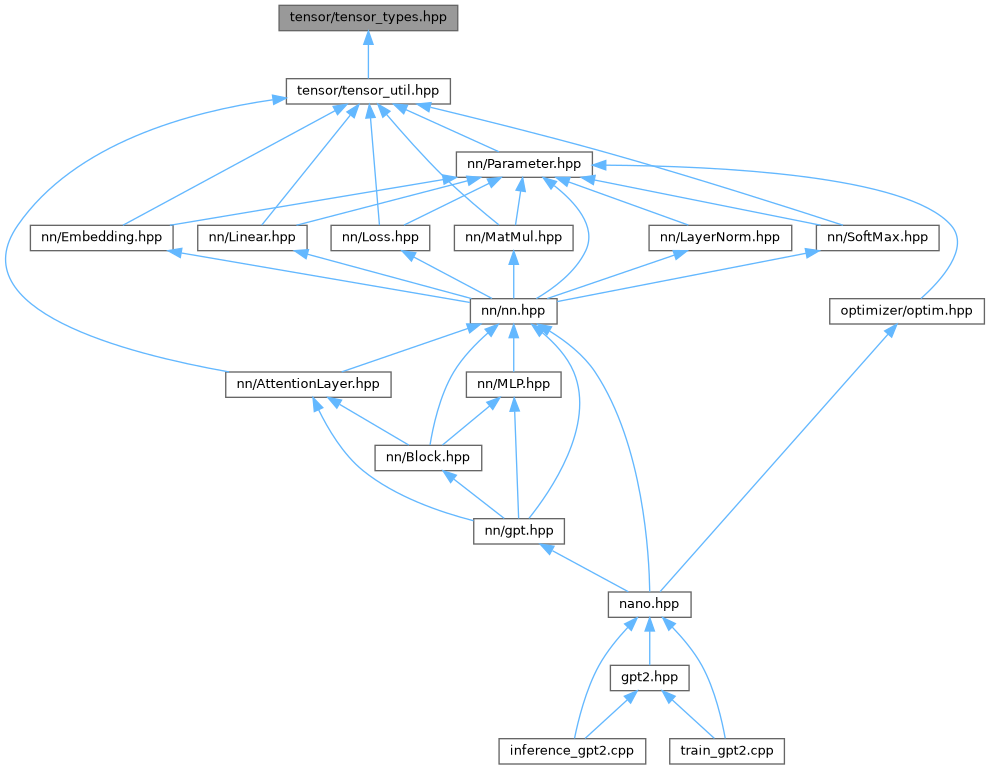 tensor/tensor_types.hpp
tensor/tensor_util.hpp
nn/Parameter.hpp
nn/Embedding.hpp
nn/Linear.hpp
nn/Loss.hpp
nn/MatMul.hpp
nn/LayerNorm.hpp
nn/SoftMax.hpp
nn/nn.hpp
optimizer/optim.hpp
nn/AttentionLayer.hpp
nn/MLP.hpp
nn/Block.hpp
nn/gpt.hpp
nano.hpp
gpt2.hpp
inference_gpt2.cpp
train_gpt2.cpp